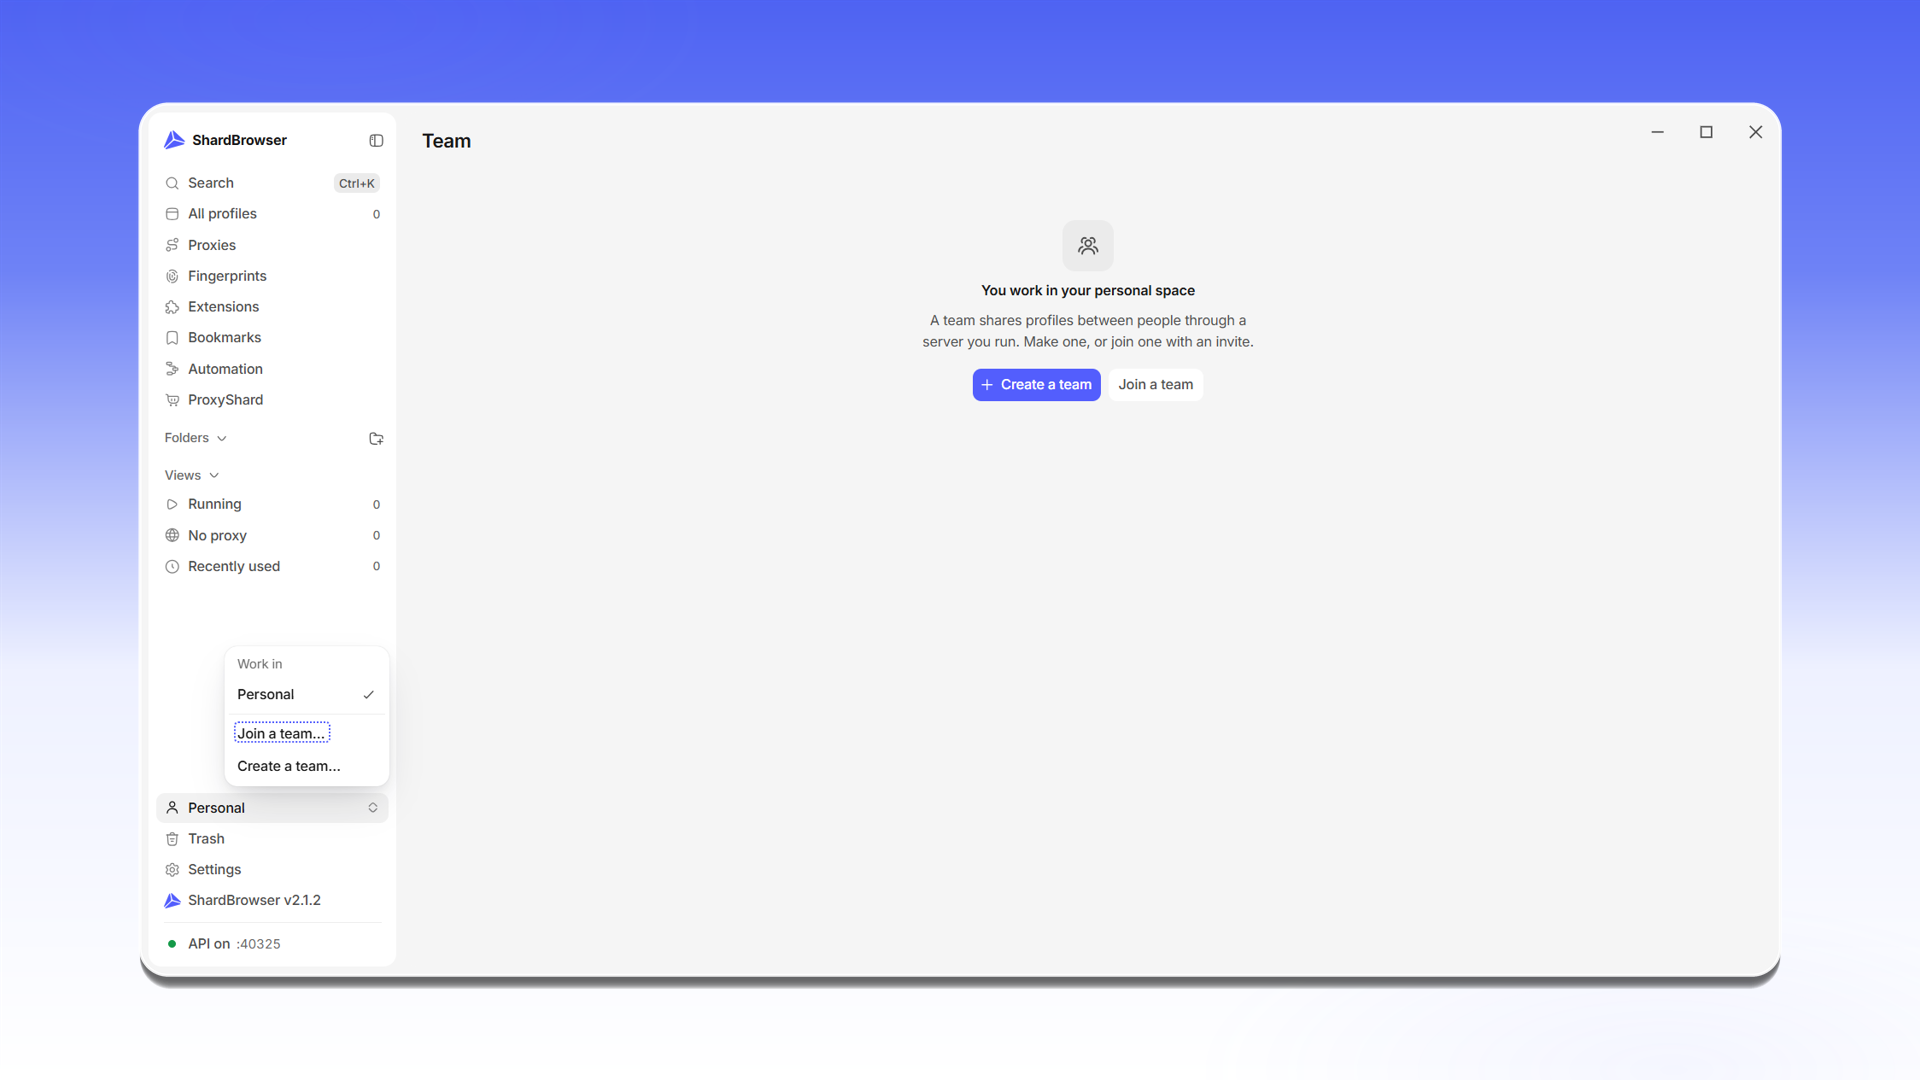 ShardBrowser
Search Ctrl+K
All profiles 0
Proxies
Fingerprints
Extensions
Bookmarks
Automation
ProxyShard
Folders
Views
Running 0
No proxy 0
Recently used 0
Work in
Personal
Join a team...
Create a team...
Personal
Trash
Settings
ShardBrowser v2.1.2
API on :40325
Team
You work in your personal space
A team shares profiles between people through a
server you run. Make one, or join one with an invite.
Create a team
Join a team